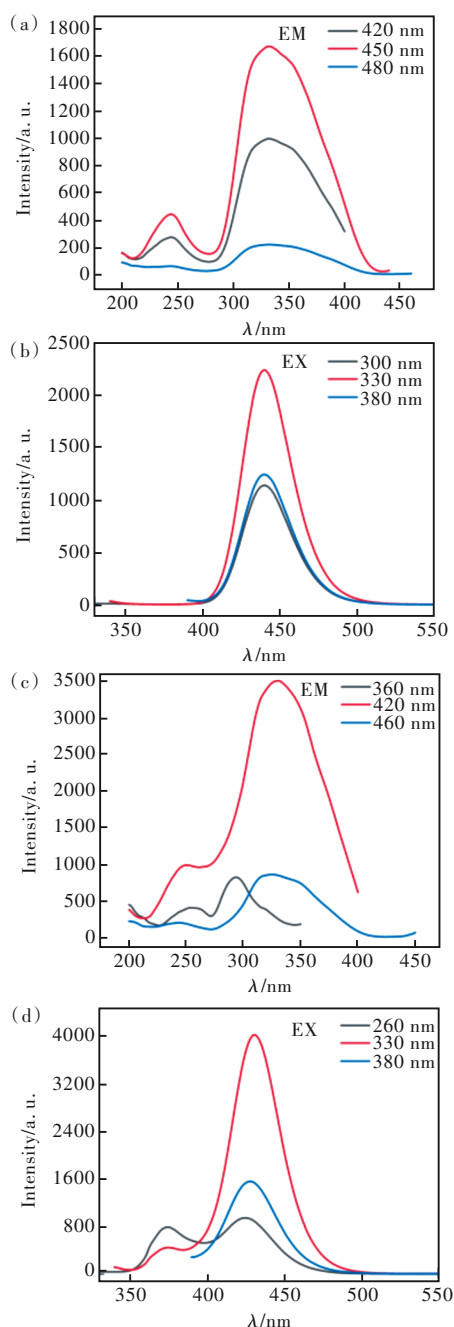 (a)
EM
420 nm
450 nm
480 nm
Intensity/a. u.
1800
1600
1400
1200
1000
800
600
400
200
0
200 250 300 350 400 450
λ/nm
(b)
EX
300 nm
330 nm
380 nm
Intensity/a. u.
2500
2000
1500
1000
500
0
350 400 450 500 550
λ/nm
(c)
EM
360 nm
420 nm
460 nm
Intensity/a. u.
3500
3000
2500
2000
1500
1000
500
0
200 250 300 350 400 450
λ/nm
(d)
EX
260 nm
330 nm
380 nm
Intensity/a. u.
4000
3200
2400
1600
800
0
350 400 450 500 550
λ/nm